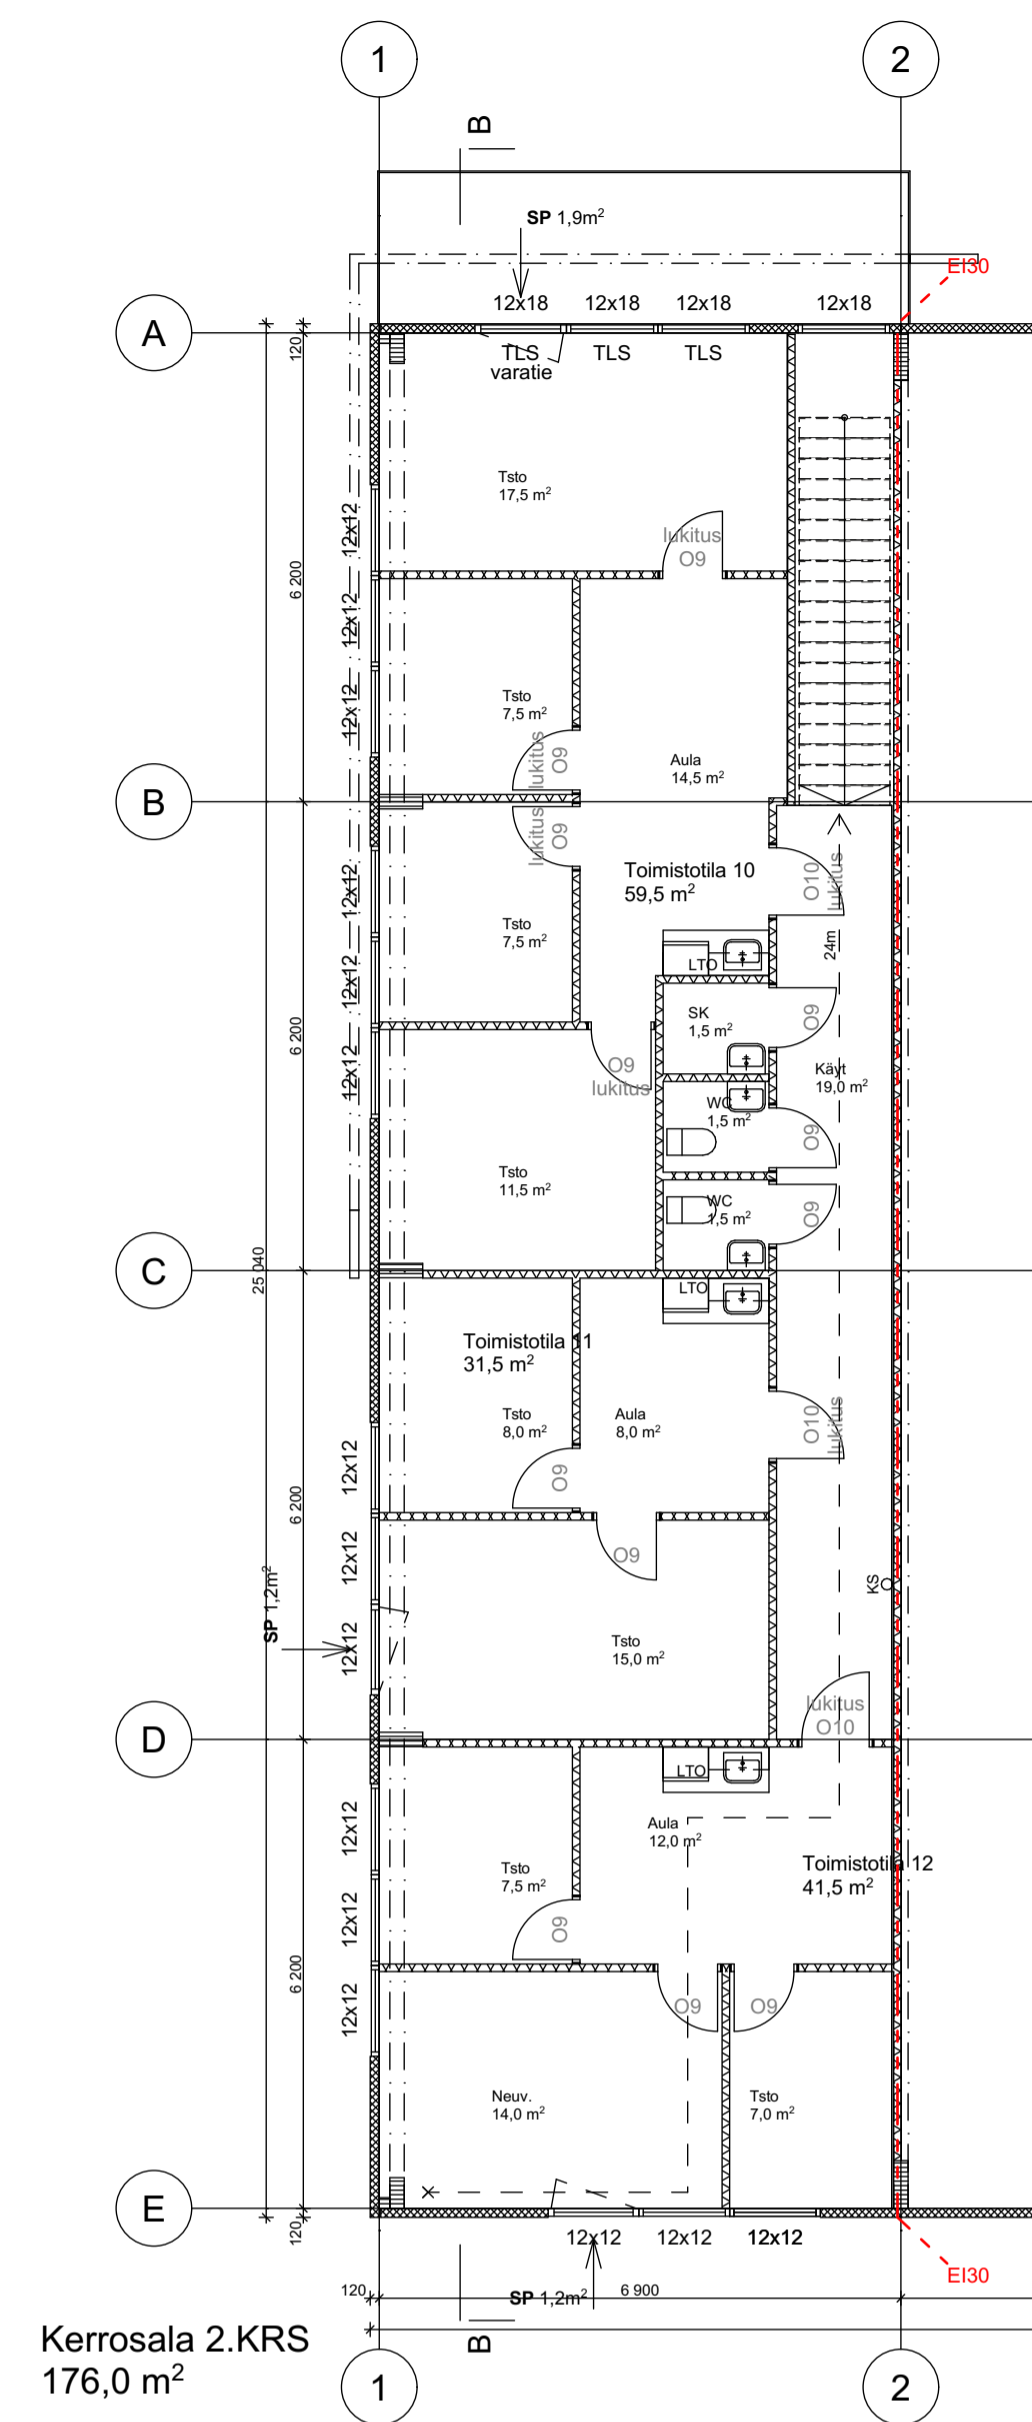 1
2
B
SP 1,9m²
EI30
12x18
12x18
12x18
12x18
A
120
TLS
TLS
TLS
varatie
Tsto
17,5 m²
lukitus
O9
12x12
6 200
12x12
12x12
Tsto
7,5 m²
lukitus
O9
Aula
14,5 m²
B
lukitus
O9
Toimistotila 10
59,5 m²
O10
lukitus
12x12
Tsto
7,5 m²
24m
LTO
12x12
SK
1,5 m²
O9
6 200
12x12
O9
lukitus
Käyt
19,0 m²
WC
1,5 m²
O9
Tsto
11,5 m²
WC
1,5 m²
O9
C
25 040
LTO
Toimistotila 11
31,5 m²
Tsto
8,0 m²
Aula
8,0 m²
O10
lukitus
12x12
O9
6 200
12x12
O9
KS
SP 1,2m²
12x12
Tsto
15,0 m²
lukitus
O10
D
LTO
12x12
Aula
12,0 m²
Toimistotila 12
41,5 m²
Tsto
7,5 m²
12x12
O9
6 200
12x12
O9
O9
Neuv.
14,0 m²
Tsto
7,0 m²
E
120
12x12
12x12
12x12
EI30
120
SP 1,2m²
6 900
B
Kerrosala 2.KRS
176,0 m²
1
2